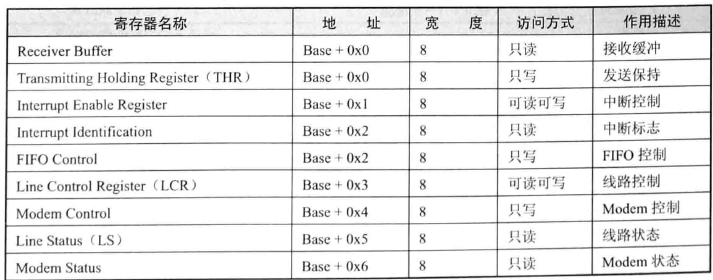 寄存器名称 地 址 宽 度 访问方式 作用描述
Receiver Buffer Base + 0x0 8 只读 接收缓冲
Transmitting Holding Register（THR） Base + 0x0 8 只写 发送保持
Interrupt Enable Register Base + 0x1 8 可读可写 中断控制
Interrupt Identification Base + 0x2 8 只读 中断标志
FIFO Control Base + 0x2 8 只写 FIFO 控制
Line Control Register（LCR） Base + 0x3 8 可读可写 线路控制
Modem Control Base + 0x4 8 只写 Modem 控制
Line Status（LS） Base + 0x5 8 只读 线路状态
Modem Status Base + 0x6 8 只读 Modem 状态